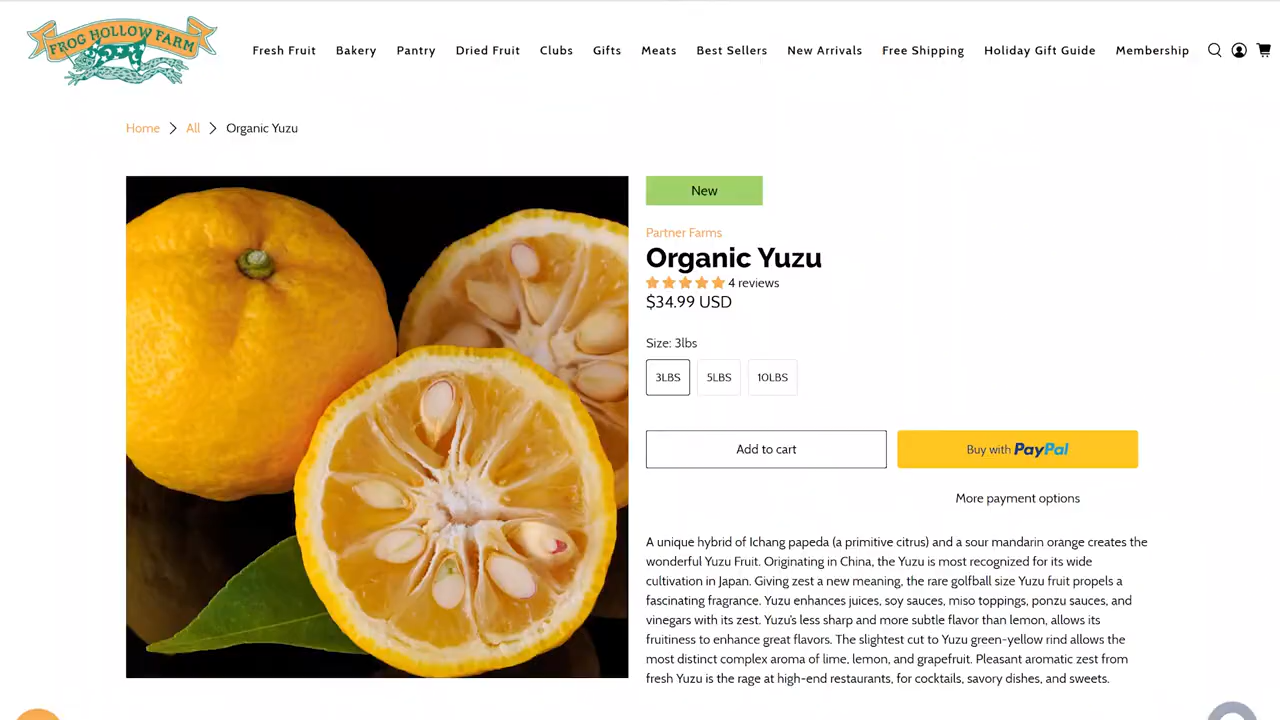 FROG HOLLOW FARM
Fresh Fruit Bakery Pantry Dried Fruit Clubs Gifts Meats Best Sellers New Arrivals Free Shipping Holiday Gift Guide Membership
Home > All > Organic Yuzu
New
Partner Farms
Organic Yuzu
4 reviews
$34.99 USD
Size: 3lbs
3LBS 5LBS 10LBS
Add to cart Buy with PayPal
More payment options
A unique hybrid of Ichang papeda (a primitive citrus) and a sour mandarin orange creates the
wonderful Yuzu Fruit. Originating in China, the Yuzu is most recognized for its wide
cultivation in Japan. Giving zest a new meaning, the rare golfball size Yuzu fruit propels a
fascinating fragrance. Yuzu enhances juices, soy sauces, miso toppings, ponzu sauces, and
vinegars with its zest. Yuzu's less sharp and more subtle flavor than lemon, allows its
fruitiness to enhance great flavors. The slightest cut to Yuzu green-yellow rind allows the
most distinct complex aroma of lime, lemon, and grapefruit. Pleasant aromatic zest from
fresh Yuzu is the rage at high-end restaurants, for cocktails, savory dishes, and sweets.